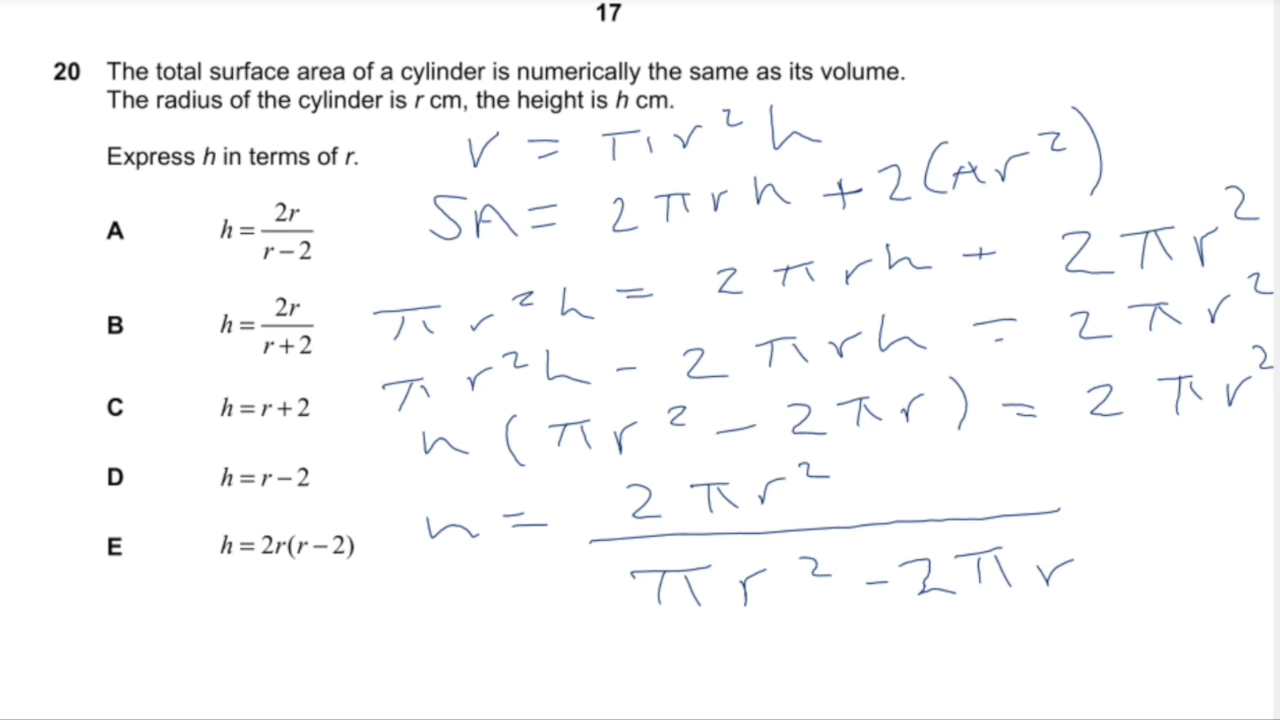 17
20 The total surface area of a cylinder is numerically the same as its volume.
The radius of the cylinder is r cm, the height is h cm.
Express h in terms of r.
V = πr²h
SA = 2πrh + 2(πr²)
A h = 2r/(r − 2)
πr²h = 2πrh + 2πr²
B h = 2r/(r + 2)
πr²h − 2πrh = 2πr²
C h = r + 2
h(πr² − 2πr) = 2πr²
D h = r − 2
h = 2πr²/(πr² − 2πr)
E h = 2r(r − 2)